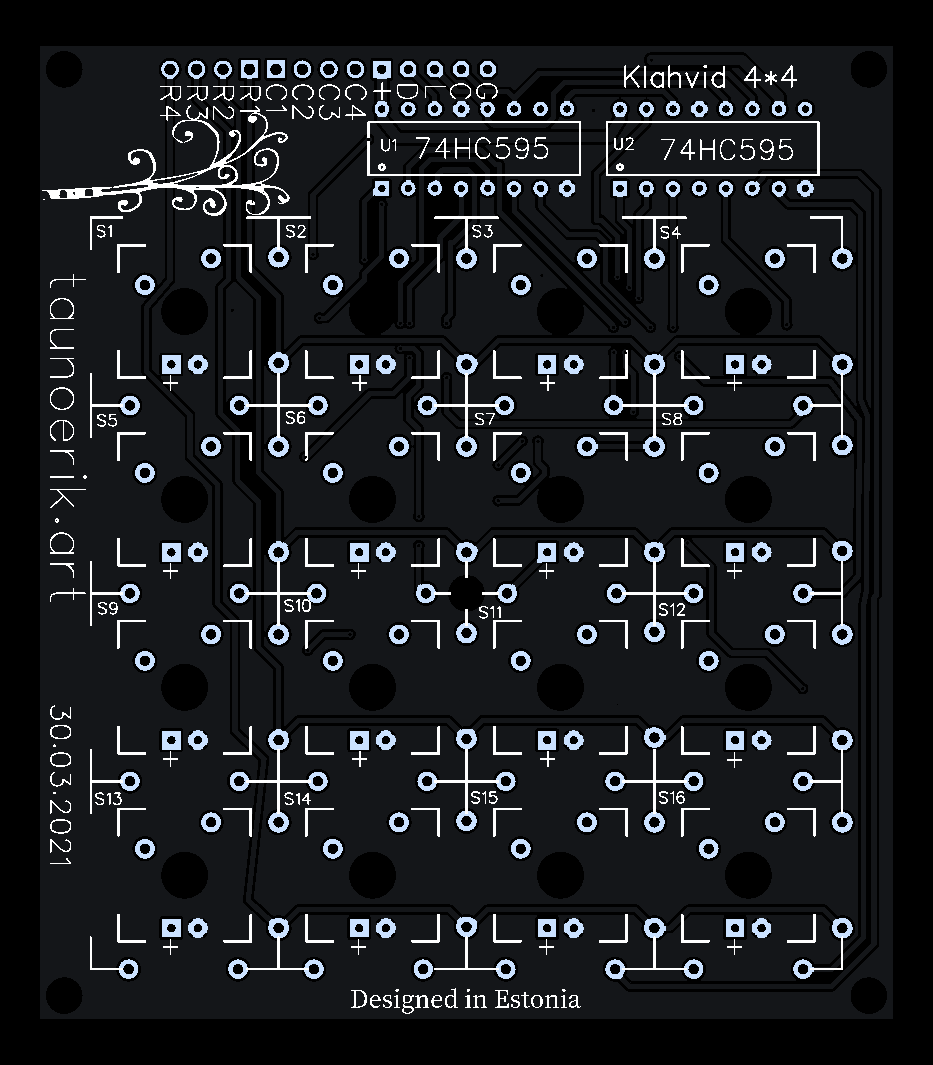 Klahvid 4*4
R4 R3 R2 R1 C1 C2 C3 C4 + D L C G
U1 74HC595
U2 74HC595
S1 S2 S3 S4
taunoerik.art
+ + + +
S5 S6 S7 S8
+ + + +
S9 S10 S11 S12
30.03.2021
+ + + +
S13 S14 S15 S16
+ + + +
Designed in Estonia